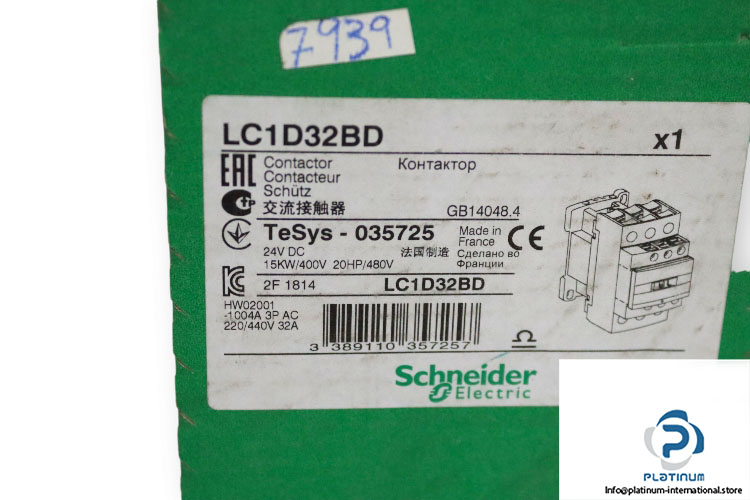 7939
LC1D32BD x1
EAC Contactor Контактор
Contacteur
Schütz
交流接触器 GB14048.4
TeSys - 035725 Made in France CE
24V DC 法国制造 Сделано во Франции
15KW/400V 20HP/480V
2F 1814 LC1D32BD
HW02001
-1004A 3P AC
220/440V 32A
3 389110 357257
Schneider
Electric
PLATINUM
Info@platinum-international.store